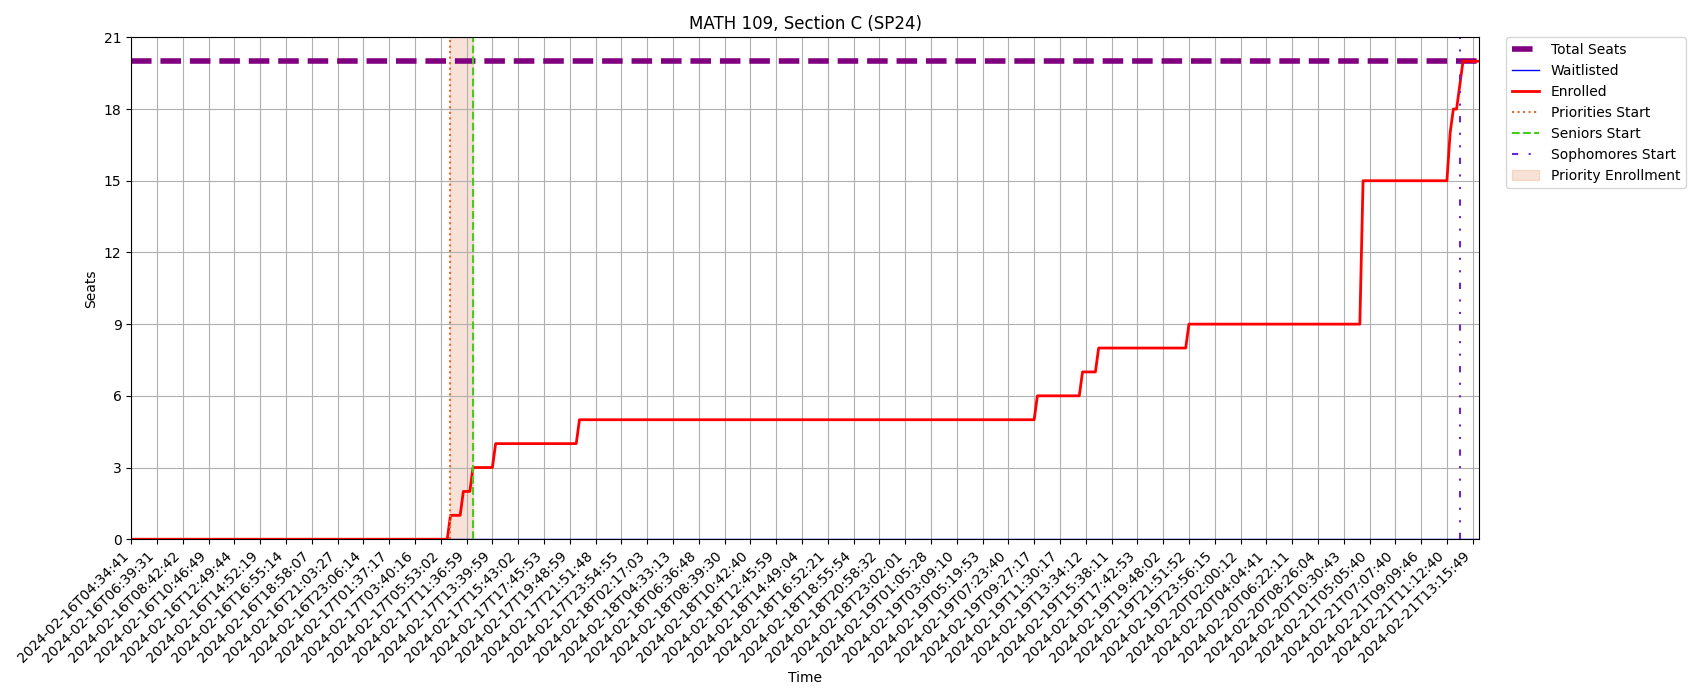 MATH 109, Section C (SP24)
21
18
15
12
9
6
3
0
Seats
2024-02-16T04:34:41
2024-02-16T06:39:31
2024-02-16T08:42:42
2024-02-16T10:46:49
2024-02-16T12:49:44
2024-02-16T14:52:19
2024-02-16T16:55:14
2024-02-16T18:58:07
2024-02-16T21:03:27
2024-02-16T23:06:14
2024-02-17T01:37:17
2024-02-17T03:40:16
2024-02-17T05:53:02
2024-02-17T11:36:59
2024-02-17T13:39:59
2024-02-17T15:43:02
2024-02-17T17:45:53
2024-02-17T19:48:59
2024-02-17T21:51:48
2024-02-17T23:54:55
2024-02-18T02:17:03
2024-02-18T04:33:13
2024-02-18T06:36:48
2024-02-18T08:39:30
2024-02-18T10:42:40
2024-02-18T12:45:59
2024-02-18T14:49:04
2024-02-18T16:52:21
2024-02-18T18:55:54
2024-02-18T20:58:32
2024-02-18T23:02:01
2024-02-19T01:05:28
2024-02-19T03:09:10
2024-02-19T05:19:53
2024-02-19T07:23:40
2024-02-19T09:27:17
2024-02-19T11:30:17
2024-02-19T13:34:12
2024-02-19T15:38:11
2024-02-19T17:42:53
2024-02-19T19:48:02
2024-02-19T21:51:52
2024-02-19T23:56:15
2024-02-20T02:00:12
2024-02-20T04:04:41
2024-02-20T06:22:11
2024-02-20T08:26:04
2024-02-20T10:30:43
2024-02-21T05:05:40
2024-02-21T07:07:40
2024-02-21T09:09:46
2024-02-21T11:12:40
2024-02-21T13:15:49
Time
Total Seats
Waitlisted
Enrolled
Priorities Start
Seniors Start
Sophomores Start
Priority Enrollment